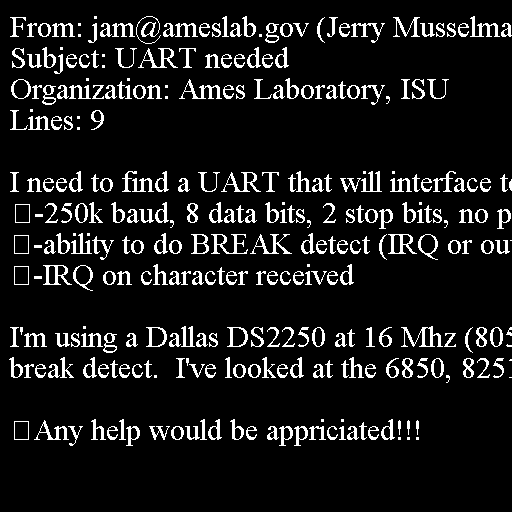 From: jam@ameslab.gov (Jerry Musselma
Subject: UART needed
Organization: Ames Laboratory, ISU
Lines: 9
I need to find a UART that will interface to
-250k baud, 8 data bits, 2 stop bits, no p
-ability to do BREAK detect (IRQ or ou
-IRQ on character received
I'm using a Dallas DS2250 at 16 Mhz (805
break detect.  I've looked at the 6850, 8251
Any help would be appriciated!!!